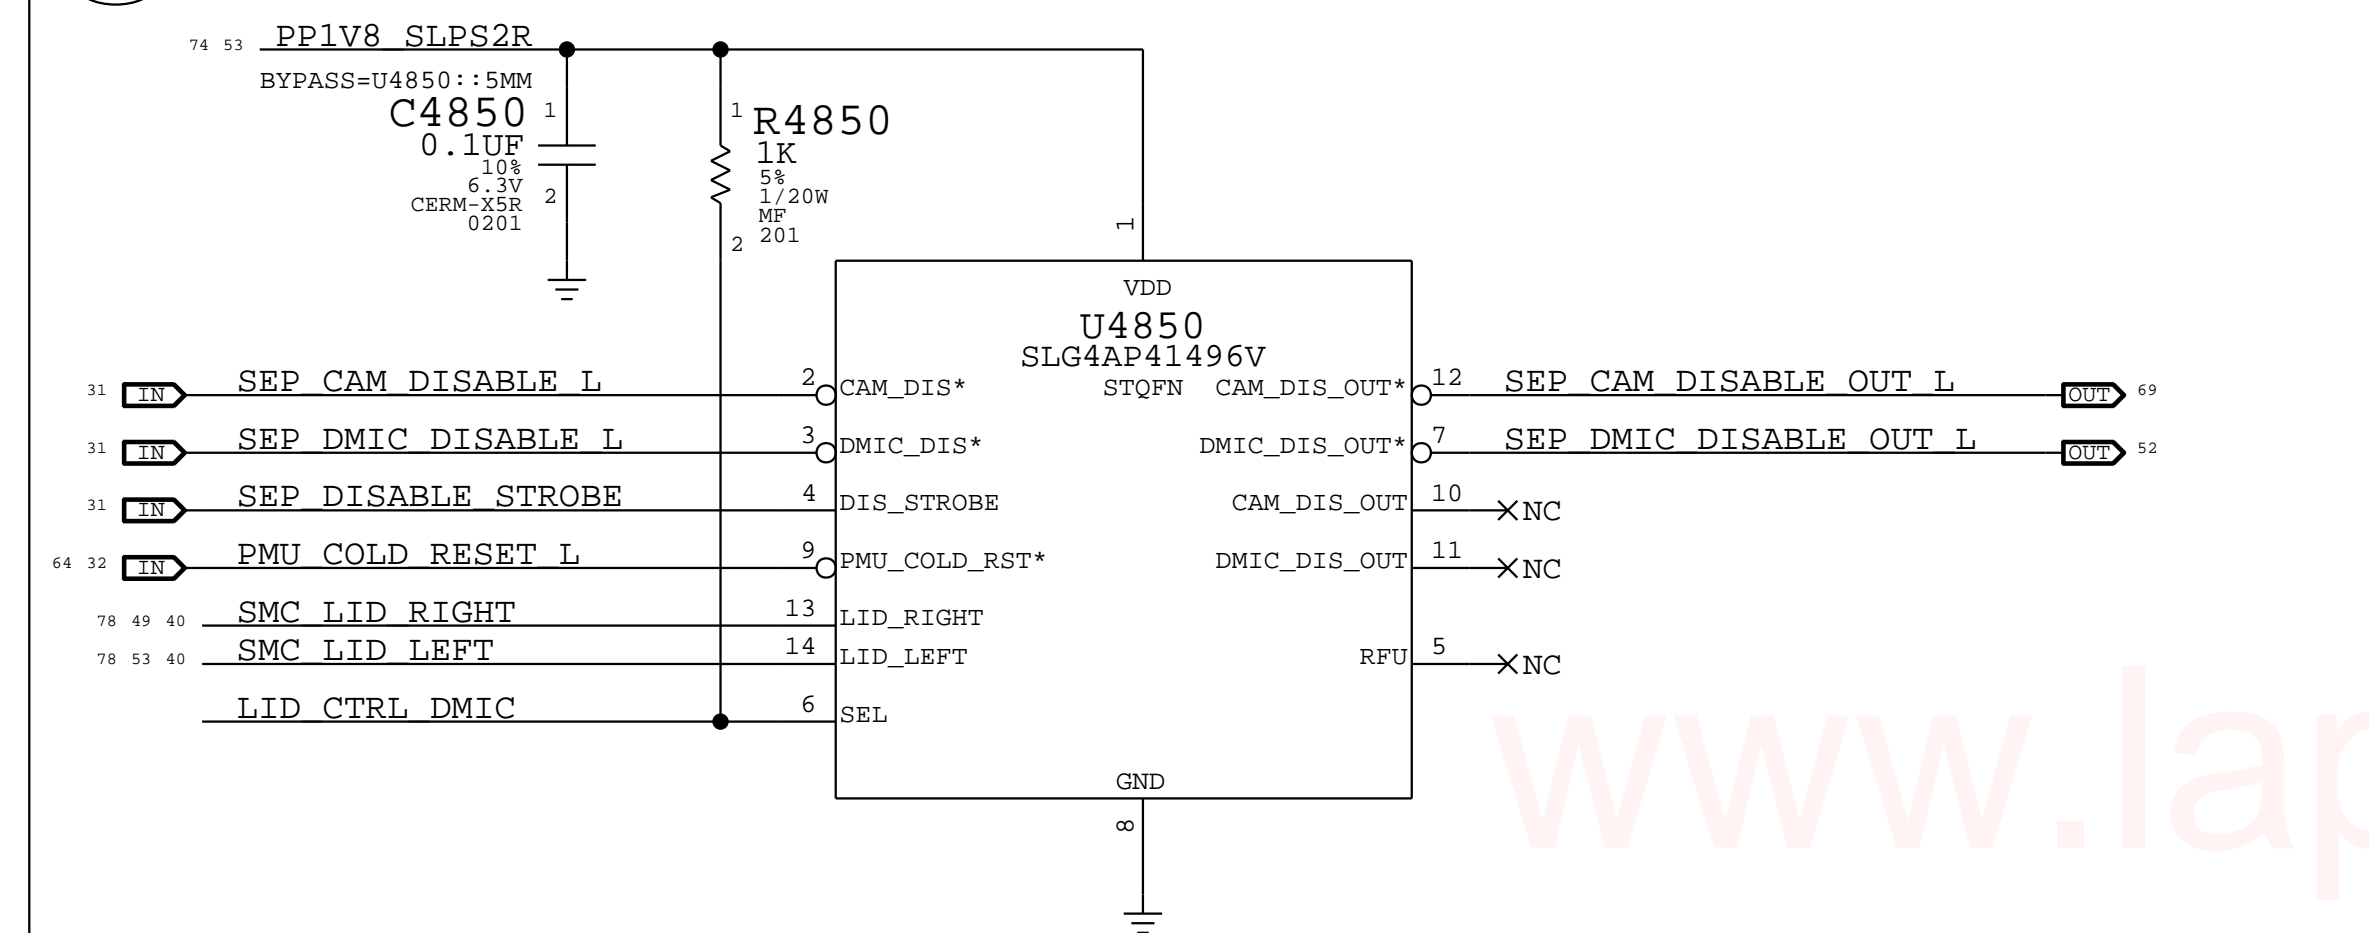 74 53 PP1V8_SLPS2R
BYPASS=U4850::5MM
C4850 1
0.1UF
10%
6.3V
CERM-X5R
0201
2
1 R4850
1K
5%
1/20W
MF
201
2
1
VDD
U4850
SLG4AP41496V
STQFN
31 IN SEP_CAM_DISABLE_L 2 CAM_DIS*
31 IN SEP_DMIC_DISABLE_L 3 DMIC_DIS*
31 IN SEP_DISABLE_STROBE 4 DIS_STROBE
64 32 IN PMU_COLD_RESET_L 9 PMU_COLD_RST*
78 49 40 SMC_LID_RIGHT 13 LID_RIGHT
78 53 40 SMC_LID_LEFT 14 LID_LEFT
LID_CTRL_DMIC 6 SEL
CAM_DIS_OUT* 12 SEP_CAM_DISABLE_OUT_L OUT 69
DMIC_DIS_OUT* 7 SEP_DMIC_DISABLE_OUT_L OUT 52
CAM_DIS_OUT 10 NC
DMIC_DIS_OUT 11 NC
RFU 5 NC
GND
8
www.lap